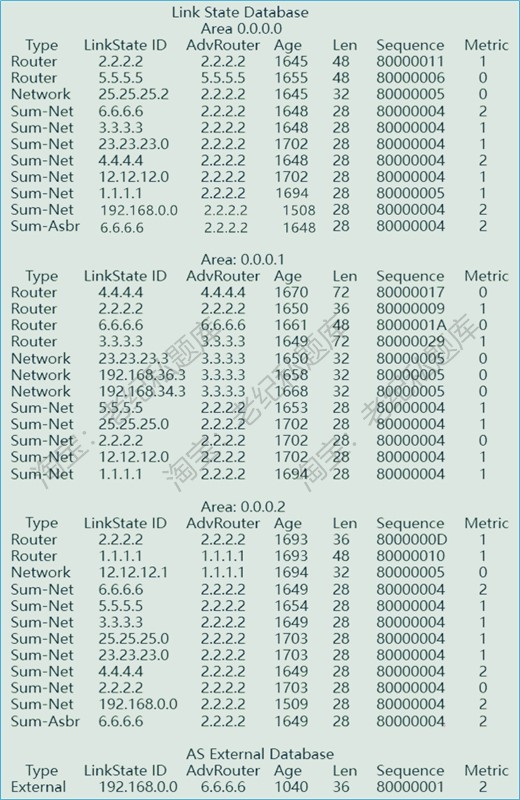 Link State Database
Area 0.0.0.0
Type LinkState ID AdvRouter Age Len Sequence Metric
Router 2.2.2.2 2.2.2.2 1645 48 80000011 1
Router 5.5.5.5 5.5.5.5 1655 48 80000006 0
Network 25.25.25.2 2.2.2.2 1645 32 80000005 0
Sum-Net 6.6.6.6 2.2.2.2 1648 28 80000004 2
Sum-Net 3.3.3.3 2.2.2.2 1648 28 80000004 1
Sum-Net 23.23.23.0 2.2.2.2 1702 28 80000004 1
Sum-Net 4.4.4.4 2.2.2.2 1648 28 80000004 2
Sum-Net 12.12.12.0 2.2.2.2 1702 28 80000004 1
Sum-Net 1.1.1.1 2.2.2.2 1694 28 80000005 1
Sum-Net 192.168.0.0 2.2.2.2 1508 28 80000004 2
Sum-Asbr 6.6.6.6 2.2.2.2 1648 28 80000004 2
Area: 0.0.0.1
Type LinkState ID AdvRouter Age Len Sequence Metric
Router 4.4.4.4 4.4.4.4 1670 72 80000017 0
Router 2.2.2.2 2.2.2.2 1650 36 80000009 1
Router 6.6.6.6 6.6.6.6 1661 48 8000001A 0
Router 3.3.3.3 3.3.3.3 1649 72 80000029 1
Network 23.23.23.3 3.3.3.3 1650 32 80000005 0
Network 192.168.36.3 3.3.3.3 1658 32 80000005 0
Network 192.168.34.3 3.3.3.3 1668 32 80000005 0
Sum-Net 5.5.5.5 2.2.2.2 1653 28 80000004 1
Sum-Net 25.25.25.0 2.2.2.2 1702 28 80000004 1
Sum-Net 2.2.2.2 2.2.2.2 1702 28 80000004 0
Sum-Net 12.12.12.0 2.2.2.2 1702 28 80000004 1
Sum-Net 1.1.1.1 2.2.2.2 1694 28 80000004 1
Area: 0.0.0.2
Type LinkState ID AdvRouter Age Len Sequence Metric
Router 2.2.2.2 2.2.2.2 1693 36 8000000D 1
Router 1.1.1.1 1.1.1.1 1693 48 80000010 1
Network 12.12.12.1 1.1.1.1 1694 32 80000005 0
Sum-Net 6.6.6.6 2.2.2.2 1649 28 80000004 2
Sum-Net 5.5.5.5 2.2.2.2 1654 28 80000004 1
Sum-Net 3.3.3.3 2.2.2.2 1649 28 80000004 1
Sum-Net 25.25.25.0 2.2.2.2 1703 28 80000004 1
Sum-Net 23.23.23.0 2.2.2.2 1703 28 80000004 1
Sum-Net 4.4.4.4 2.2.2.2 1649 28 80000004 2
Sum-Net 2.2.2.2 2.2.2.2 1703 28 80000004 0
Sum-Net 192.168.0.0 2.2.2.2 1509 28 80000004 2
Sum-Asbr 6.6.6.6 2.2.2.2 1649 28 80000004 2
AS External Database
Type LinkState ID AdvRouter Age Len Sequence Metric
External 192.168.0.0 6.6.6.6 1040 36 80000001 2